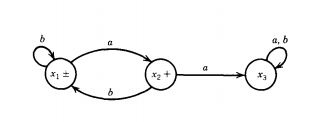 b
a
a, b
x₁ ±
x₂ +
a
x₃
b